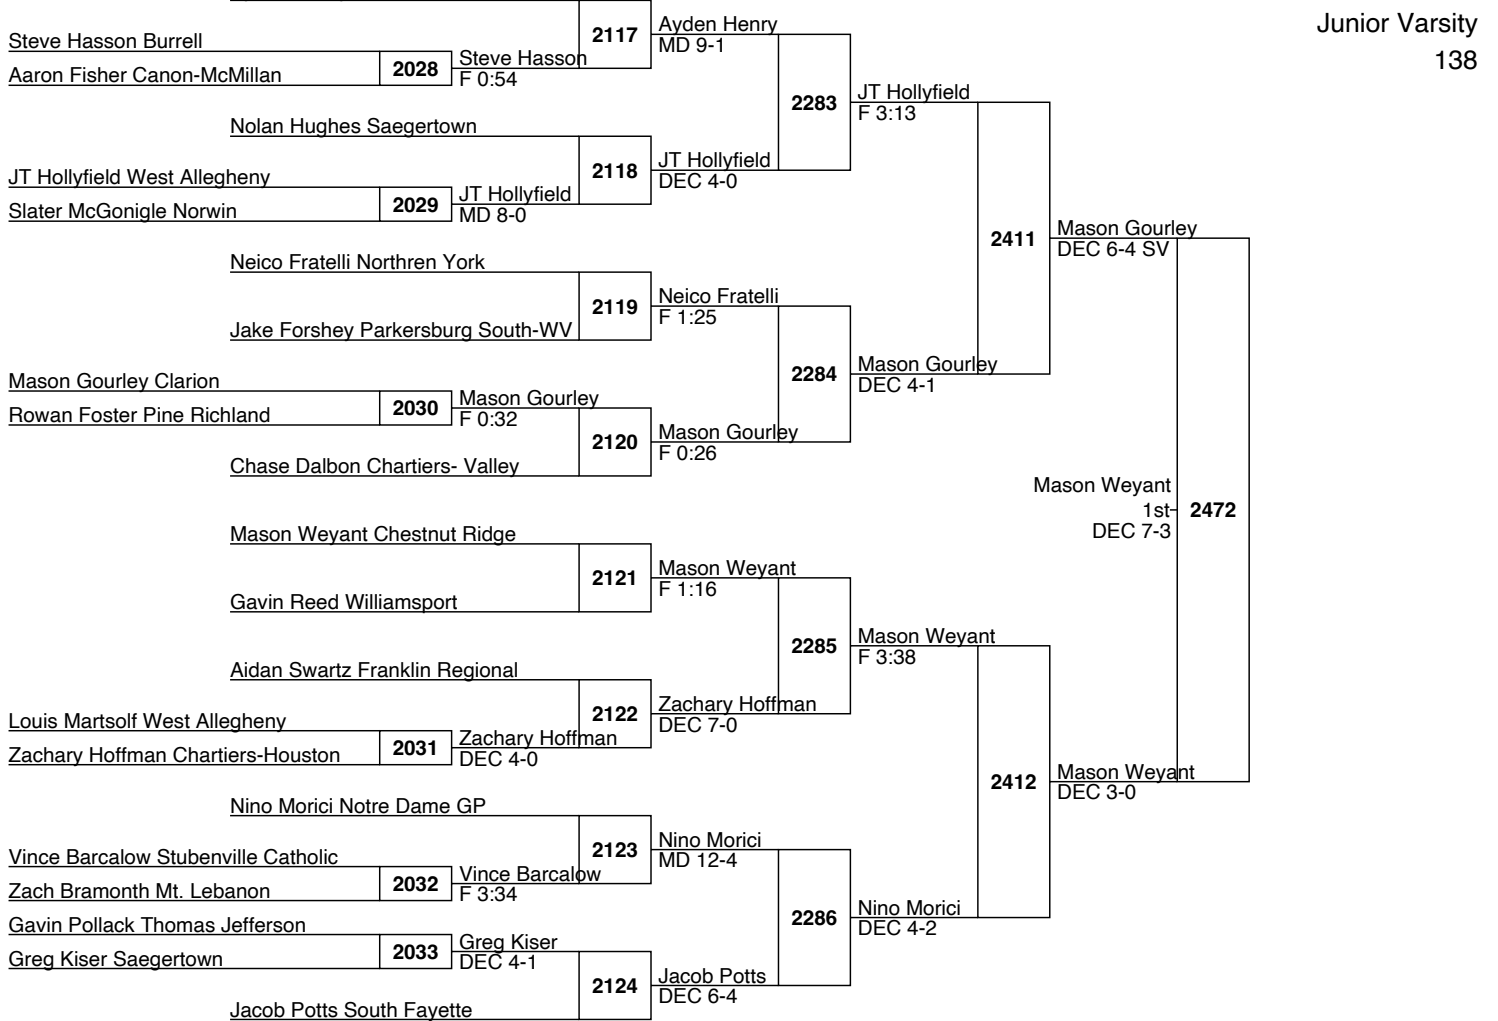 Junior Varsity
138
Steve Hasson Burrell
Aaron Fisher Canon-McMillan
2028
Steve Hasson
F 0:54
2117
Ayden Henry
MD 9-1
Nolan Hughes Saegertown
JT Hollyfield West Allegheny
Slater McGonigle Norwin
2029
JT Hollyfield
MD 8-0
2118
JT Hollyfield
DEC 4-0
2283
JT Hollyfield
F 3:13
Neico Fratelli Northren York
Jake Forshey Parkersburg South-WV
2119
Neico Fratelli
F 1:25
Mason Gourley Clarion
Rowan Foster Pine Richland
2030
Mason Gourley
F 0:32
Chase Dalbon Chartiers- Valley
2120
Mason Gourley
F 0:26
2284
Mason Gourley
DEC 4-1
2411
Mason Gourley
DEC 6-4 SV
Mason Weyant Chestnut Ridge
Gavin Reed Williamsport
2121
Mason Weyant
F 1:16
Aidan Swartz Franklin Regional
Louis Martsolf West Allegheny
Zachary Hoffman Chartiers-Houston
2031
Zachary Hoffman
DEC 4-0
2122
Zachary Hoffman
DEC 7-0
2285
Mason Weyant
F 3:38
Nino Morici Notre Dame GP
Vince Barcalow Stubenville Catholic
Zach Bramonth Mt. Lebanon
2032
Vince Barcalow
F 3:34
2123
Nino Morici
MD 12-4
Gavin Pollack Thomas Jefferson
Greg Kiser Saegertown
2033
Greg Kiser
DEC 4-1
Jacob Potts South Fayette
2124
Jacob Potts
DEC 6-4
2286
Nino Morici
DEC 4-2
2412
Mason Weyant
DEC 3-0
Mason Weyant
1st
DEC 7-3
2472